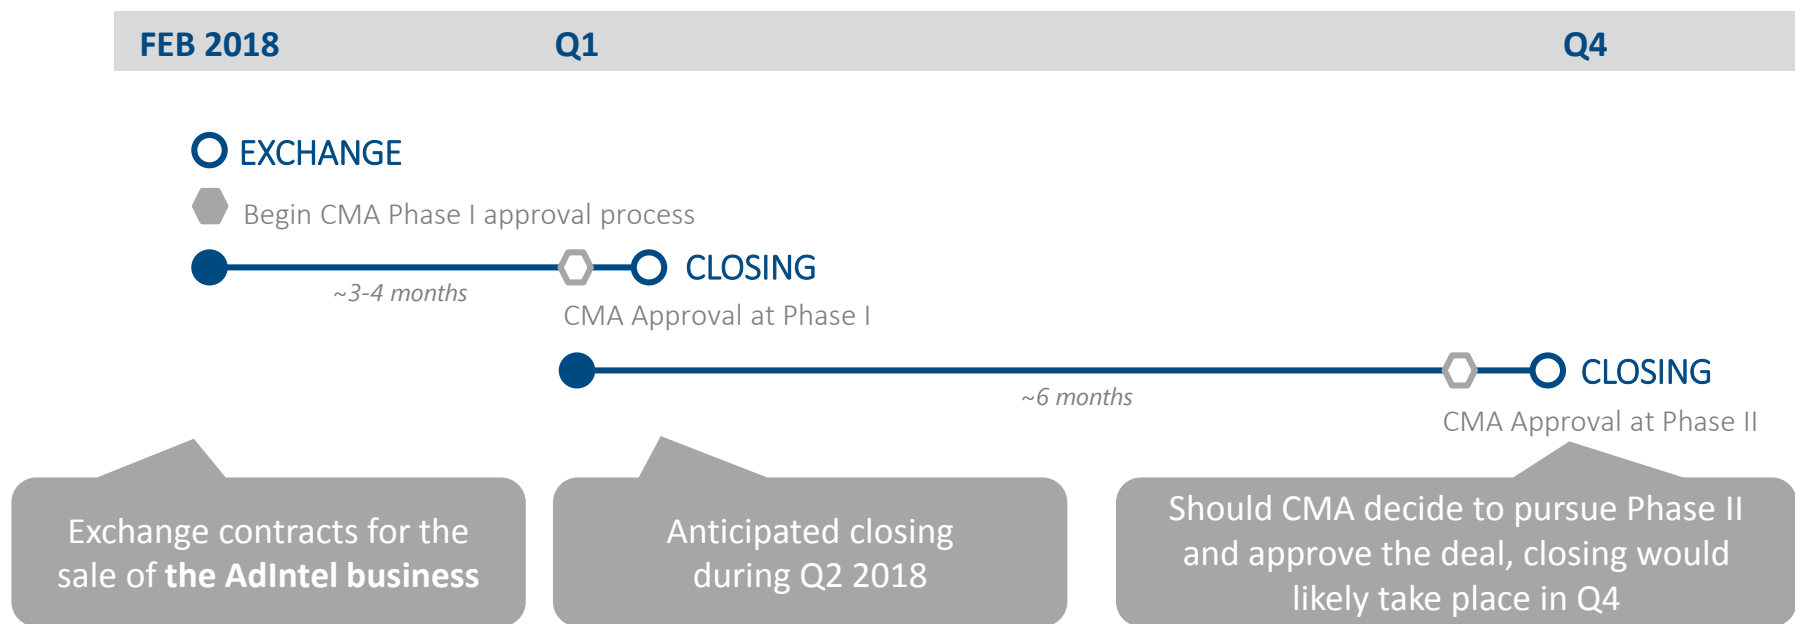 FEB 2018
Q1
Q4
EXCHANGE
Begin CMA Phase I approval process
CLOSING
~3-4 months
CMA Approval at Phase I
CLOSING
~6 months
CMA Approval at Phase II
Exchange contracts for the
sale of the AdIntel business
Anticipated closing
during Q2 2018
Should CMA decide to pursue Phase II
and approve the deal, closing would
likely take place in Q4